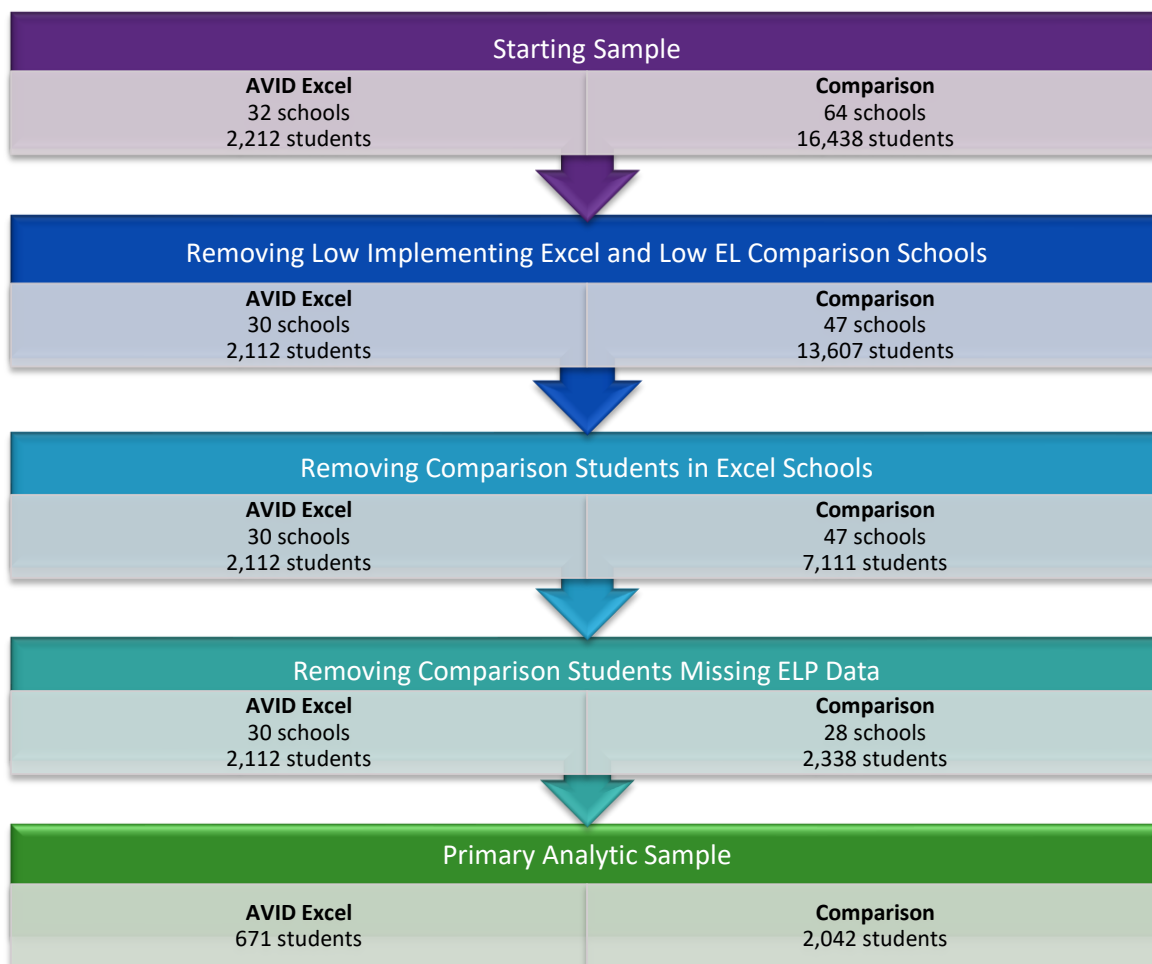 Starting Sample
AVID Excel
32 schools
2,212 students
Comparison
64 schools
16,438 students
Removing Low Implementing Excel and Low EL Comparison Schools
AVID Excel
30 schools
2,112 students
Comparison
47 schools
13,607 students
Removing Comparison Students in Excel Schools
AVID Excel
30 schools
2,112 students
Comparison
47 schools
7,111 students
Removing Comparison Students Missing ELP Data
AVID Excel
30 schools
2,112 students
Comparison
28 schools
2,338 students
Primary Analytic Sample
AVID Excel
671 students
Comparison
2,042 students